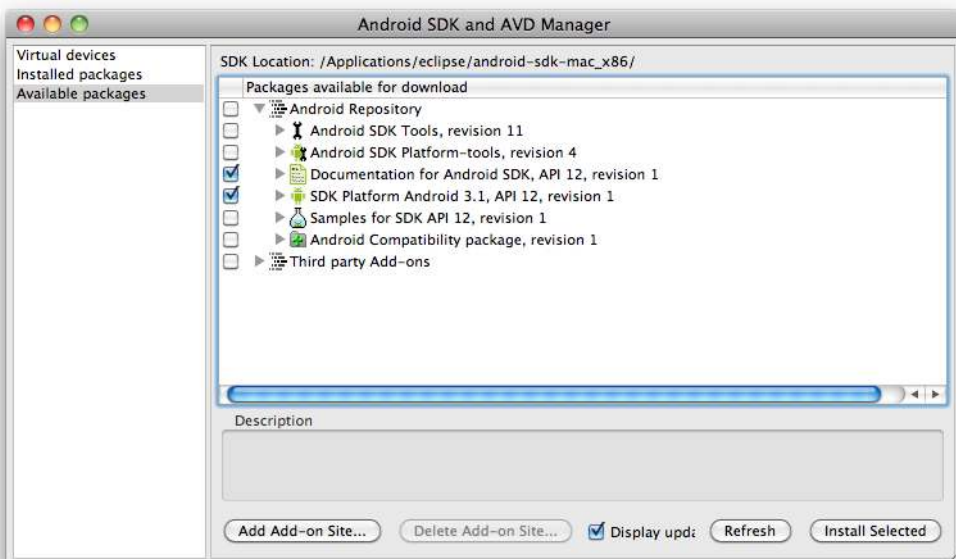 Android SDK and AVD Manager
Virtual devices
Installed packages
Available packages
SDK Location: /Applications/eclipse/android-sdk-mac_x86/
Packages available for download
Android Repository
Android SDK Tools, revision 11
Android SDK Platform-tools, revision 4
Documentation for Android SDK, API 12, revision 1
SDK Platform Android 3.1, API 12, revision 1
Samples for SDK API 12, revision 1
Android Compatibility package, revision 1
Third party Add-ons
Description
Add Add-on Site...
Delete Add-on Site...
Display upda
Refresh
Install Selected